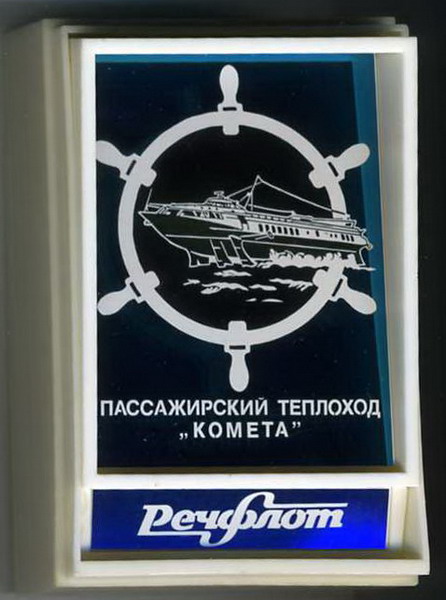 ПАССАЖИРСКИЙ ТЕПЛОХОД
„КОМЕТА”
Речфлот